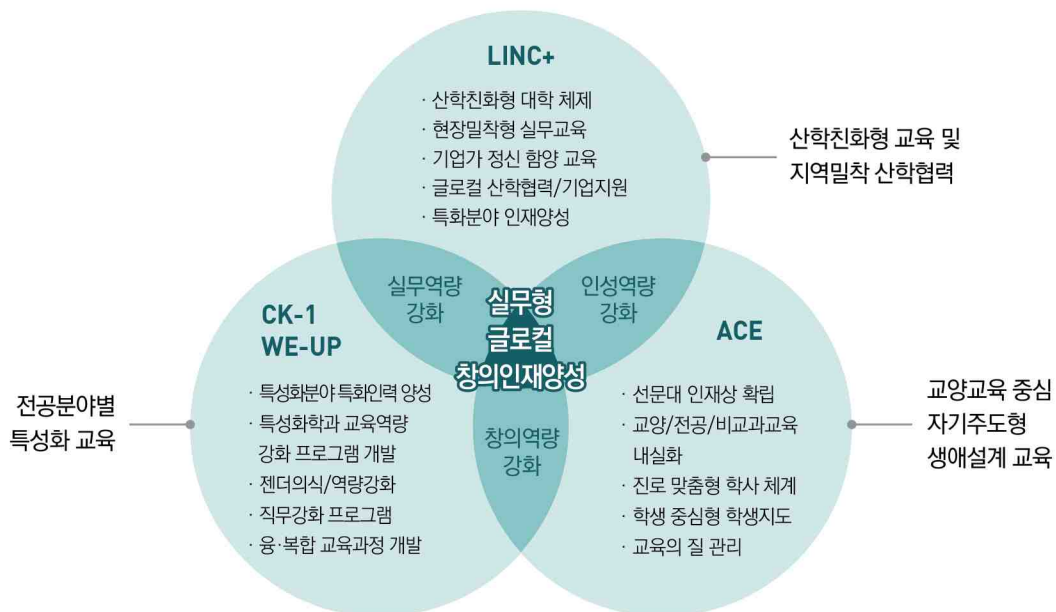 LINC+
· 산학친화형 대학 체제
· 현장밀착형 실무교육
· 기업가 정신 함양 교육
· 글로컬 산학협력/기업지원
· 특화분야 인재양성
산학친화형 교육 및
지역밀착 산학협력
실무역량
강화
인성역량
강화
실무형
글로컬
창의인재양성
창의역량
강화
CK-1
WE-UP
· 특성화분야 특화인력 양성
· 특성화학과 교육역량
강화 프로그램 개발
· 젠더의식/역량강화
· 직무강화 프로그램
· 융·복합 교육과정 개발
전공분야별
특성화 교육
ACE
· 선문대 인재상 확립
· 교양/전공/비교과교육
내실화
· 진로 맞춤형 학사 체계
· 학생 중심형 학생지도
· 교육의 질 관리
교양교육 중심
자기주도형
생애설계 교육